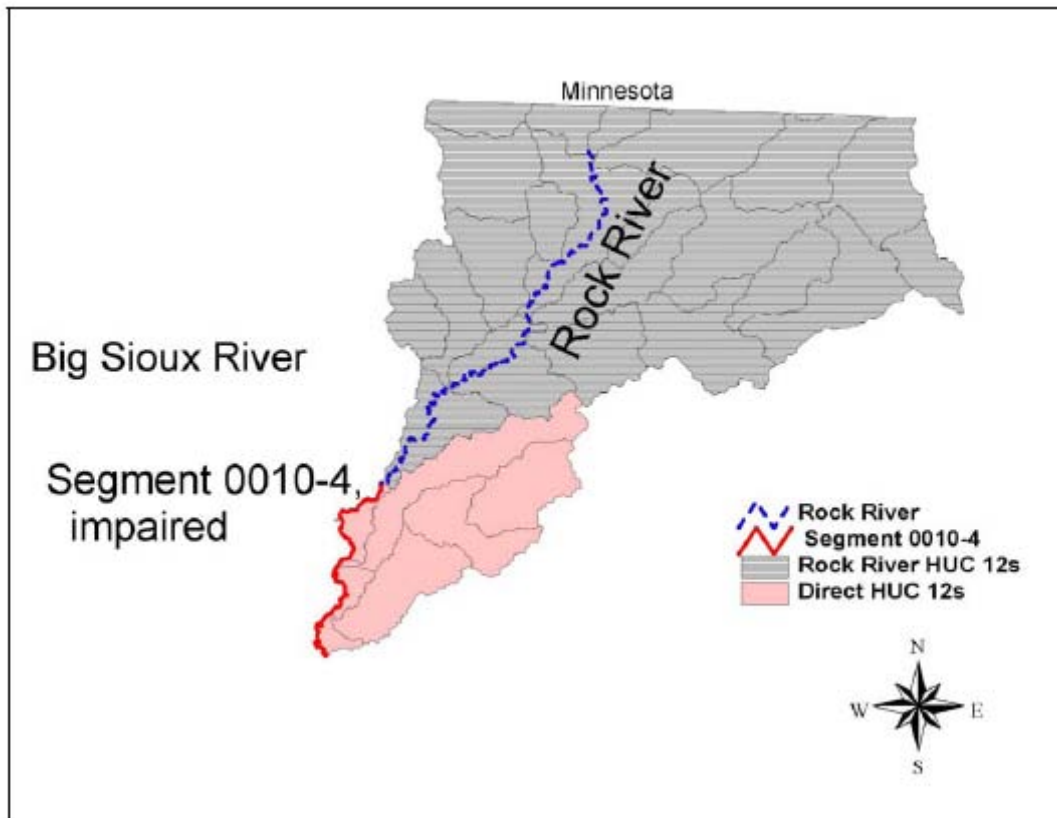 Minnesota
Rock River
Big Sioux River
Segment 0010-4,
impaired
Rock River
Segment 0010-4
Rock River HUC 12s
Direct HUC 12s
N
W E
S